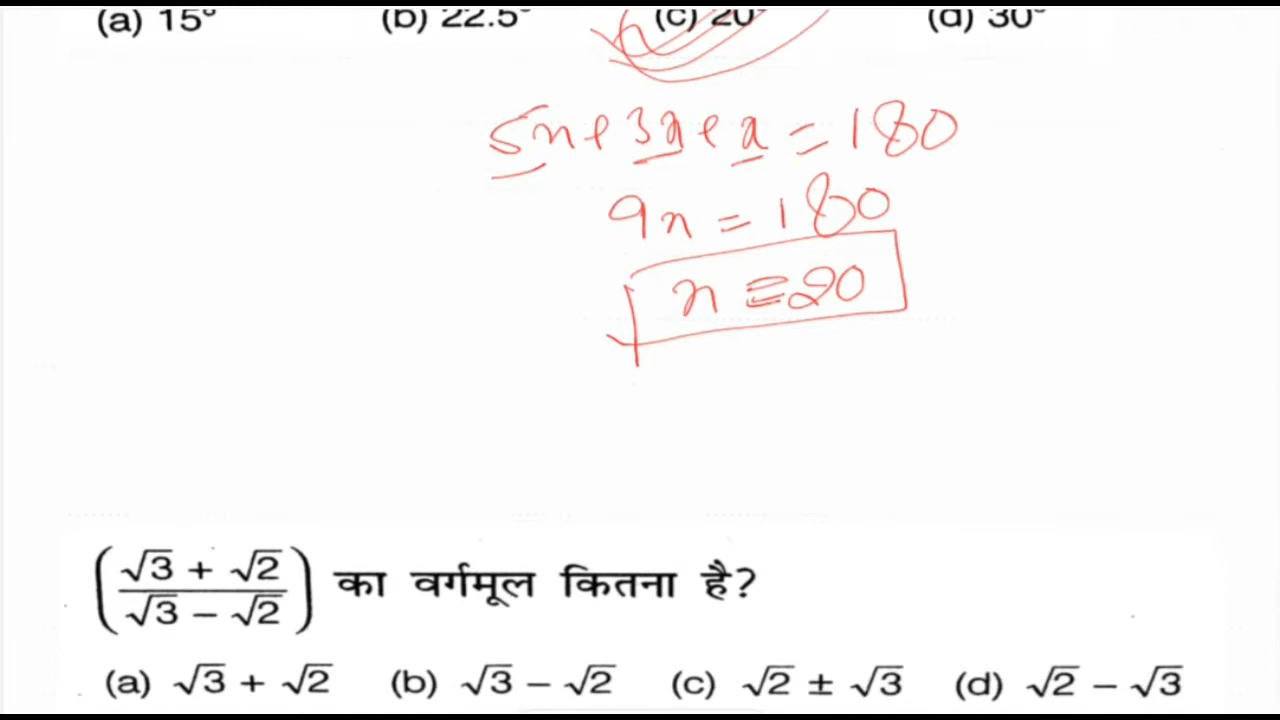 (a) 15° (b) 22.5° (c) 20° (d) 30°
5x + 3x + x = 180
9x = 180
x = 20
(√3 + √2 / √3 − √2) का वर्गमूल कितना है?
(a) √3 + √2 (b) √3 − √2 (c) √2 ± √3 (d) √2 − √3